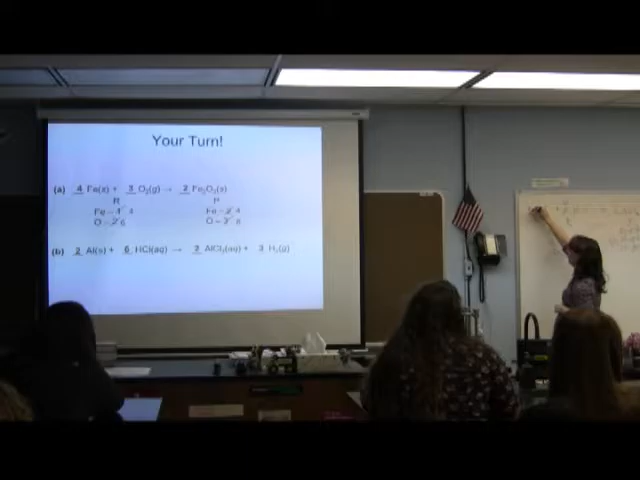 Your Turn!
(a) 4 Fe(s) + 3 O₂(g) → 2 Fe₂O₃(s)
R P
Fe – 1 4 Fe – 2 4
O – 2 6 O – 3 6
(b) 2 Al(s) + 6 HCl(aq) → 2 AlCl₃(aq) + 3 H₂(g)